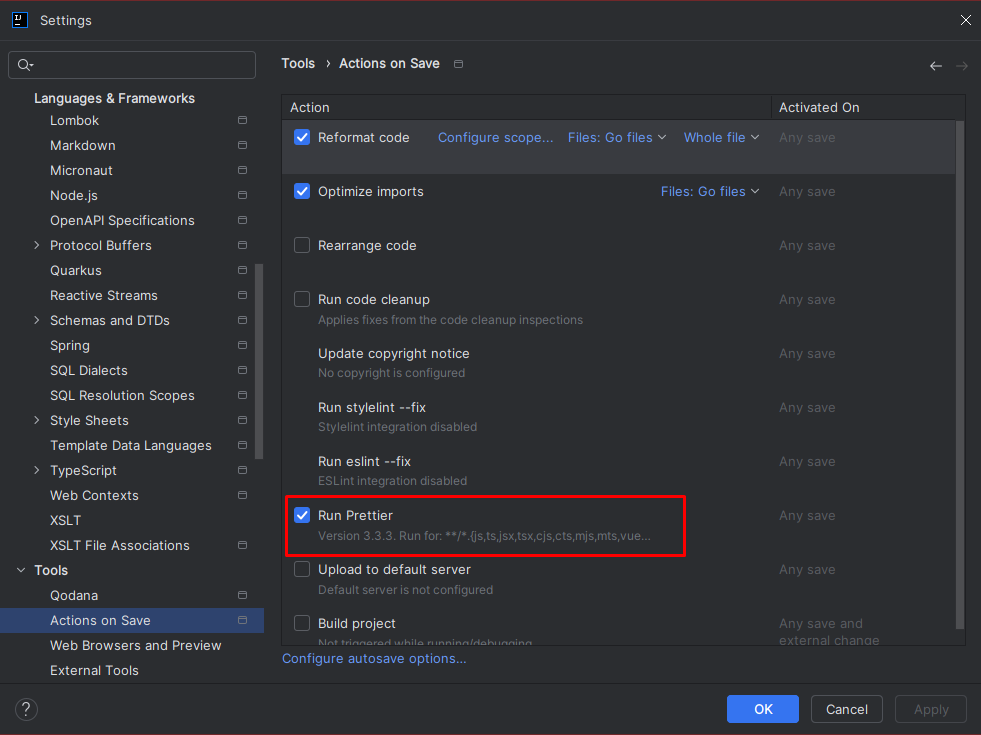 Settings
Languages & Frameworks
Lombok
Markdown
Micronaut
Node.js
OpenAPI Specifications
Protocol Buffers
Quarkus
Reactive Streams
Schemas and DTDs
Spring
SQL Dialects
SQL Resolution Scopes
Style Sheets
Template Data Languages
TypeScript
Web Contexts
XSLT
XSLT File Associations
Tools
Qodana
Actions on Save
Web Browsers and Preview
External Tools
Tools › Actions on Save
Action Activated On
Reformat code Configure scope... Files: Go files Whole file Any save
Optimize imports Files: Go files Any save
Rearrange code Any save
Run code cleanup Any save
Applies fixes from the code cleanup inspections
Update copyright notice Any save
No copyright is configured
Run stylelint --fix Any save
Stylelint integration disabled
Run eslint --fix Any save
ESLint integration disabled
Run Prettier Any save
Version 3.3.3. Run for: **/*.{js,ts,jsx,tsx,cjs,cts,mjs,mts,vue...
Upload to default server Any save
Default server is not configured
Build project Any save and
Not triggered while running/debugging external change
Configure autosave options...
? OK Cancel Apply